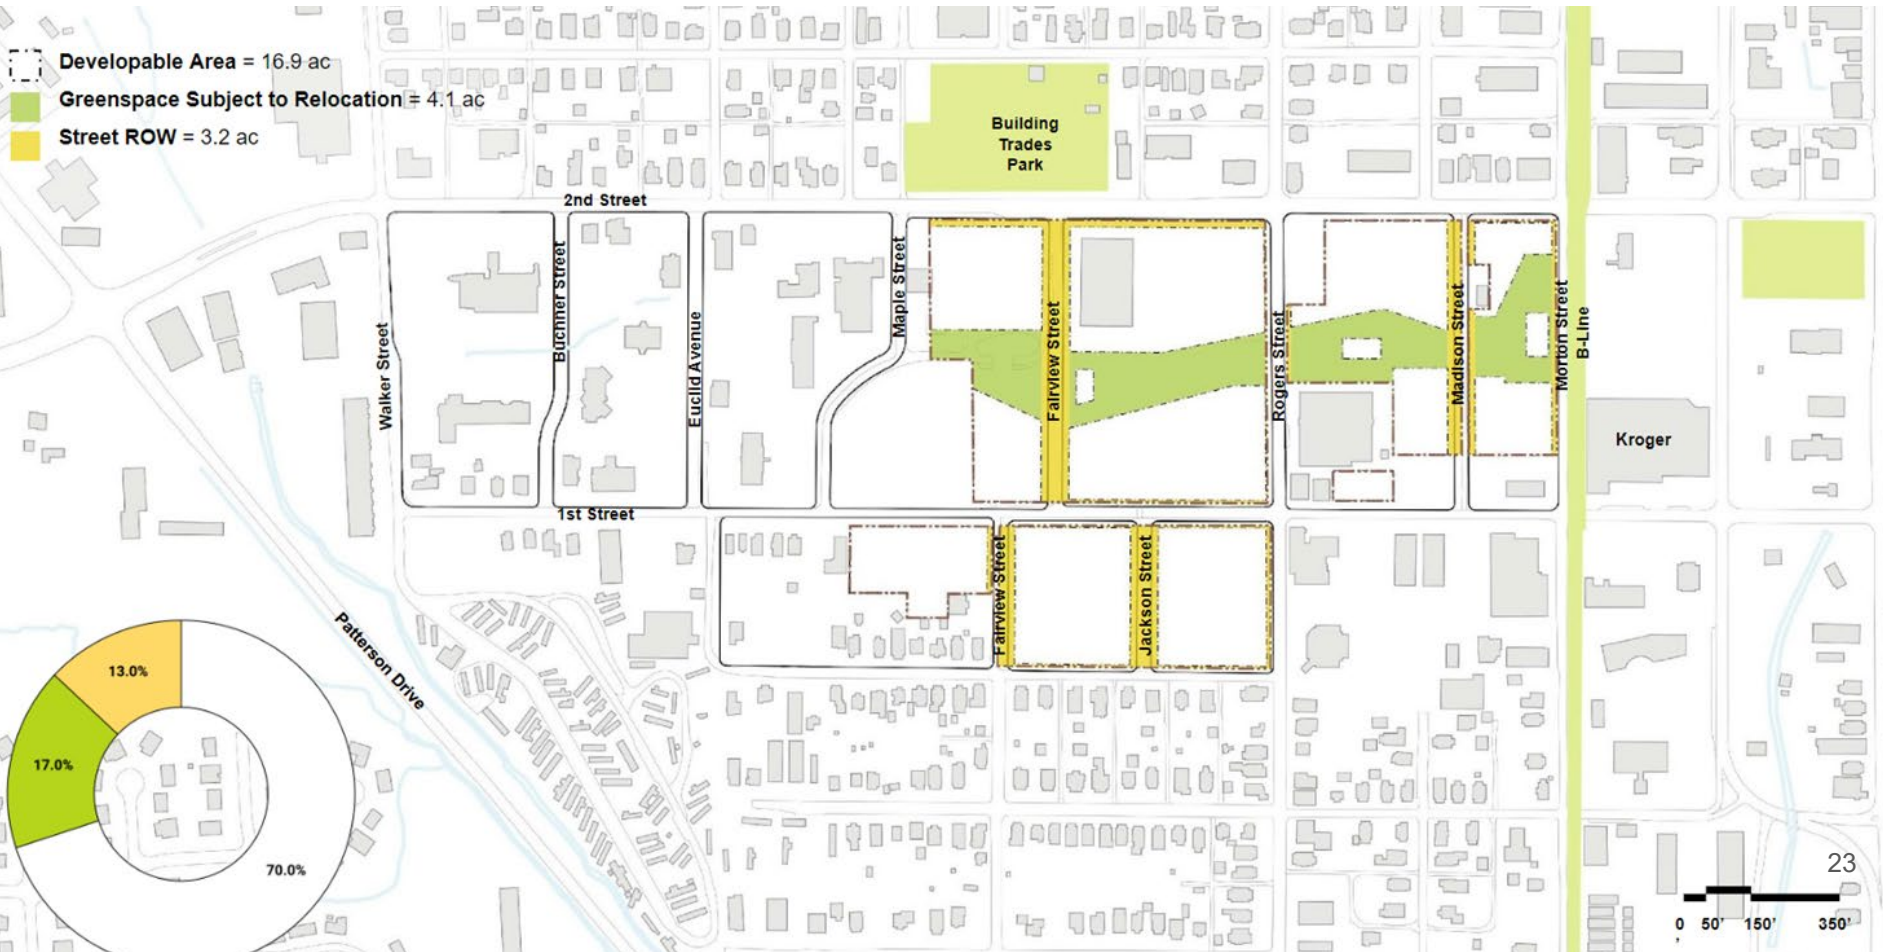 Developable Area = 16.9 ac
Greenspace Subject to Relocation = 4.1 ac
Street ROW = 3.2 ac
Building
Trades
Park
2nd Street
Walker Street
Buchner Street
Euclid Avenue
Maple Street
Fairview Street
Rogers Street
Madison Street
Morton Street
B-Line
Kroger
1st Street
Fairview Street
Jackson Street
Patterson Drive
13.0%
17.0%
70.0%
23
0 50' 150' 350'
'